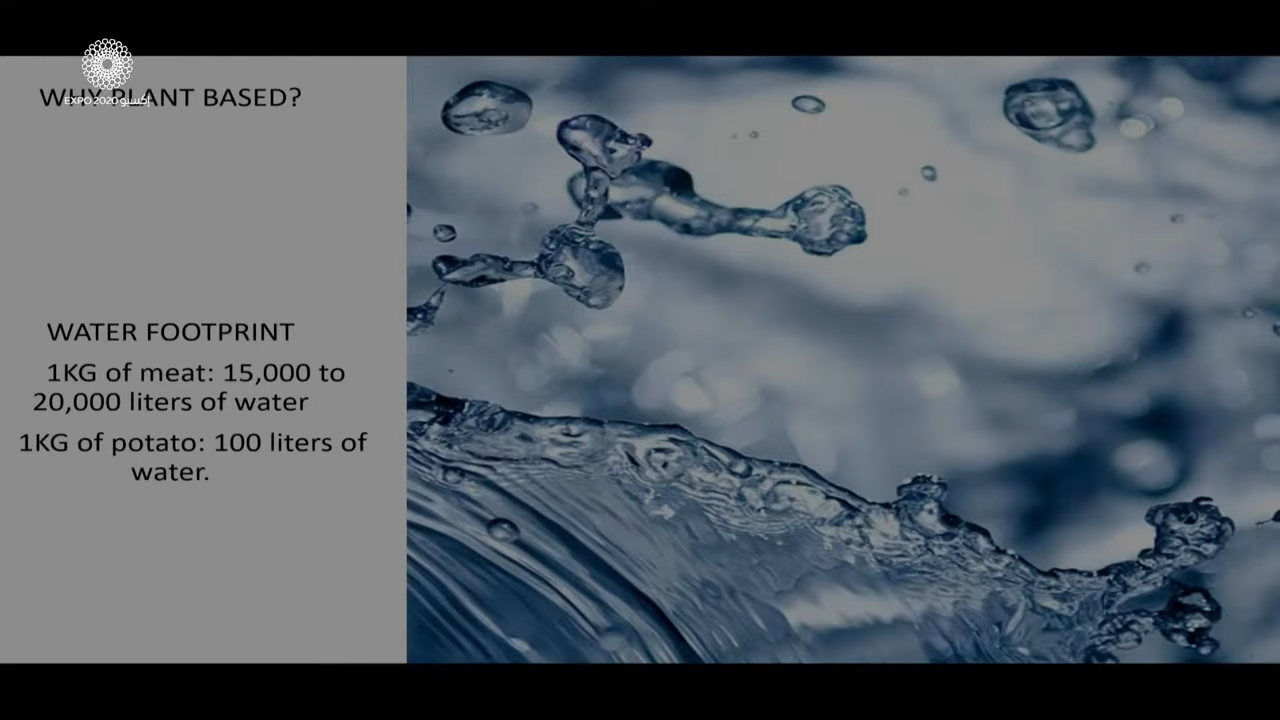 WHY PLANT BASED?
EXPO 2020 إكسبو
WATER FOOTPRINT
1KG of meat: 15,000 to
20,000 liters of water
1KG of potato: 100 liters of
water.